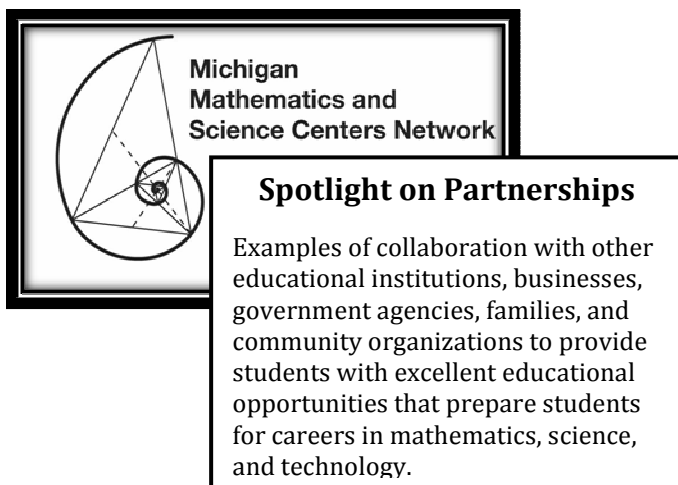 Michigan
Mathematics and
Science Centers Network
Spotlight on Partnerships
Examples of collaboration with other
educational institutions, businesses,
government agencies, families, and
community organizations to provide
students with excellent educational
opportunities that prepare students
for careers in mathematics, science,
and technology.